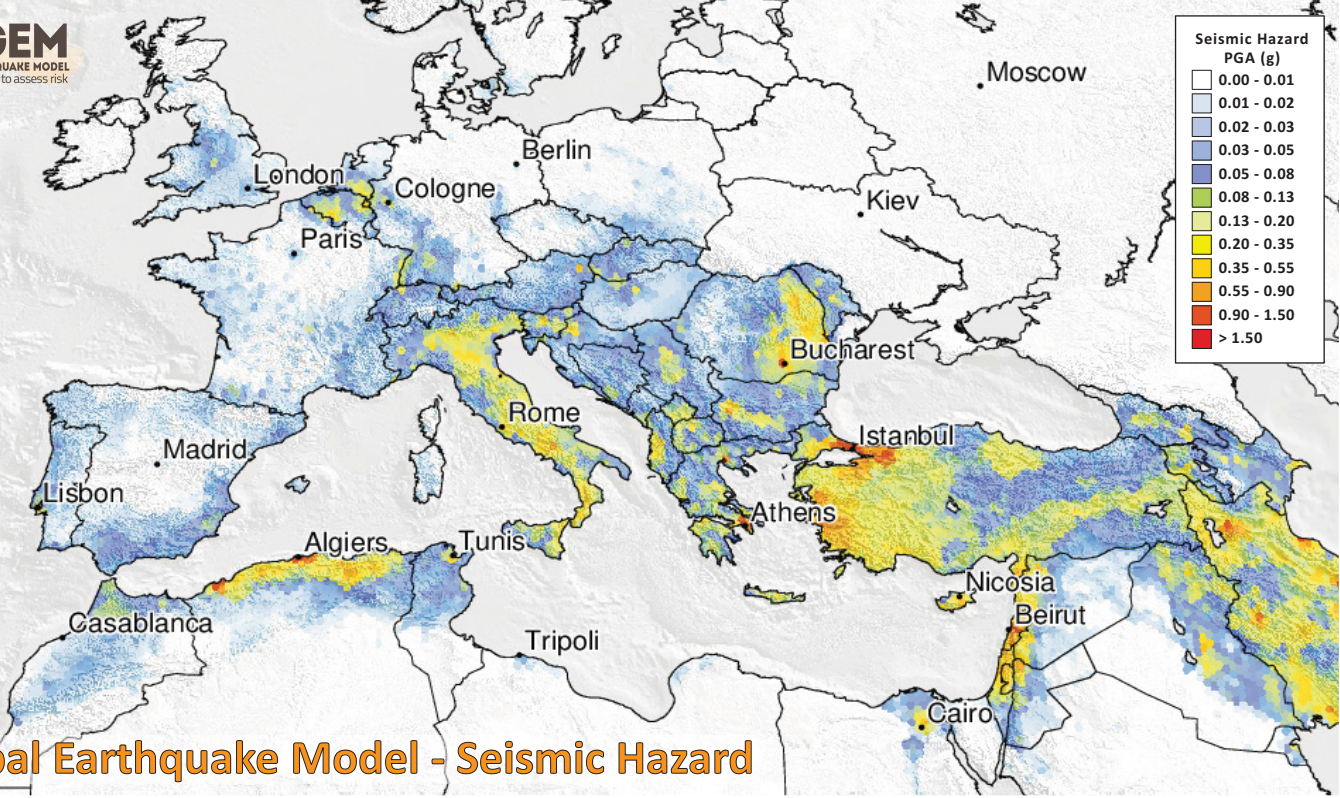 GEM
QUAKE MODEL
to assess risk
Seismic Hazard
PGA (g)
0.00 - 0.01
0.01 - 0.02
0.02 - 0.03
0.03 - 0.05
0.05 - 0.08
0.08 - 0.13
0.13 - 0.20
0.20 - 0.35
0.35 - 0.55
0.55 - 0.90
0.90 - 1.50
> 1.50
Moscow
Berlin
London
Cologne
Kiev
Paris
Bucharest
Rome
Istanbul
Madrid
Lisbon
Athens
Algiers
Tunis
Nicosia
Beirut
Casablanca
Tripoli
Cairo
bal Earthquake Model - Seismic Hazard